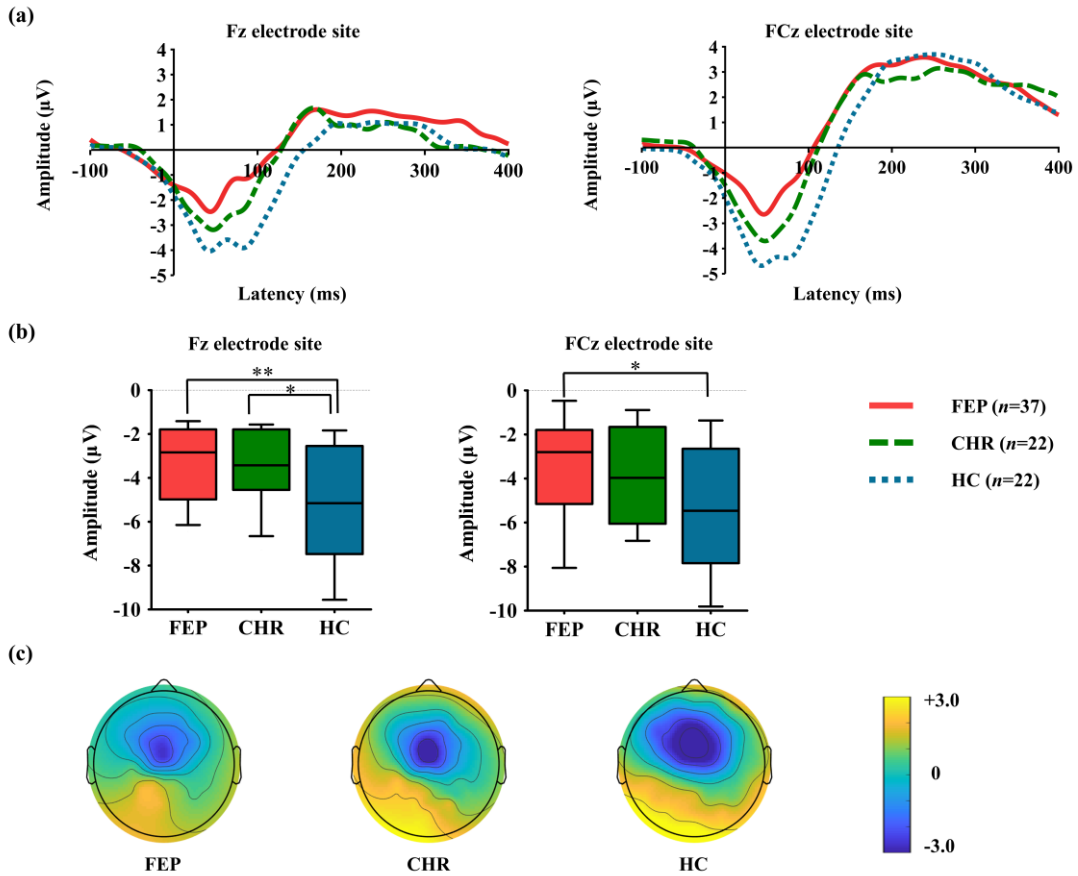 (a)
Fz electrode site
FCz electrode site
4
3
2
1
-1
-2
-3
-4
-5
-100
100
200
300
400
Amplitude (μV)
Latency (ms)
4
3
2
1
-1
-2
-3
-4
-5
-100
100
200
300
400
Amplitude (μV)
Latency (ms)
(b)
Fz electrode site
** 
*
0
-2
-4
-6
-8
-10
Amplitude (μ V)
FEP CHR HC
FCz electrode site
*
0
-2
-4
-6
-8
-10
Amplitude (μ V)
FEP CHR HC
FEP (n=37)
CHR (n=22)
HC (n=22)
(c)
FEP
CHR
HC
+3.0
0
-3.0